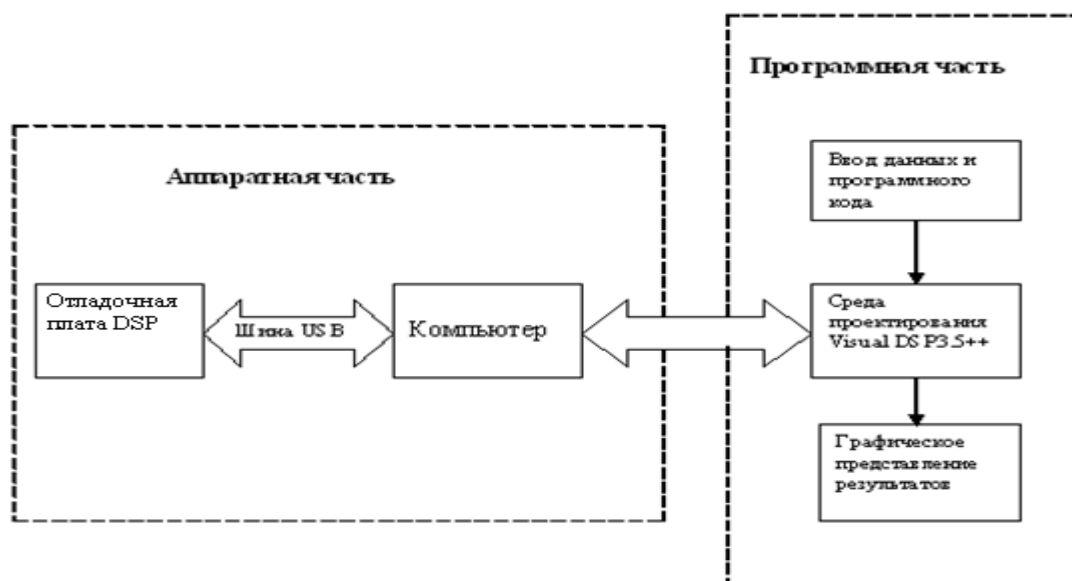 Программная часть
Аппаратная часть
Ввод данных и
программного
кода
Отладочная
плата DSP
Шина USB
Компьютер
Среда
проектирования
Visual DSP3.5++
Графическое
представление
результатов